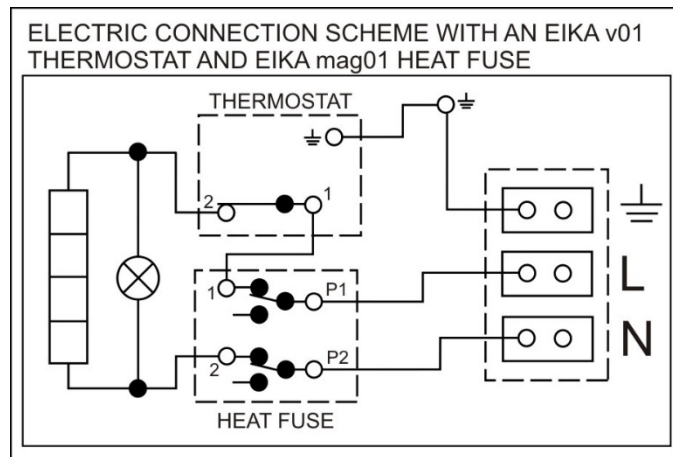 ELECTRIC CONNECTION SCHEME WITH AN EIKA v01
THERMOSTAT AND EIKA mag01 HEAT FUSE
THERMOSTAT
2
1
1
P1
L
2
P2
N
HEAT FUSE